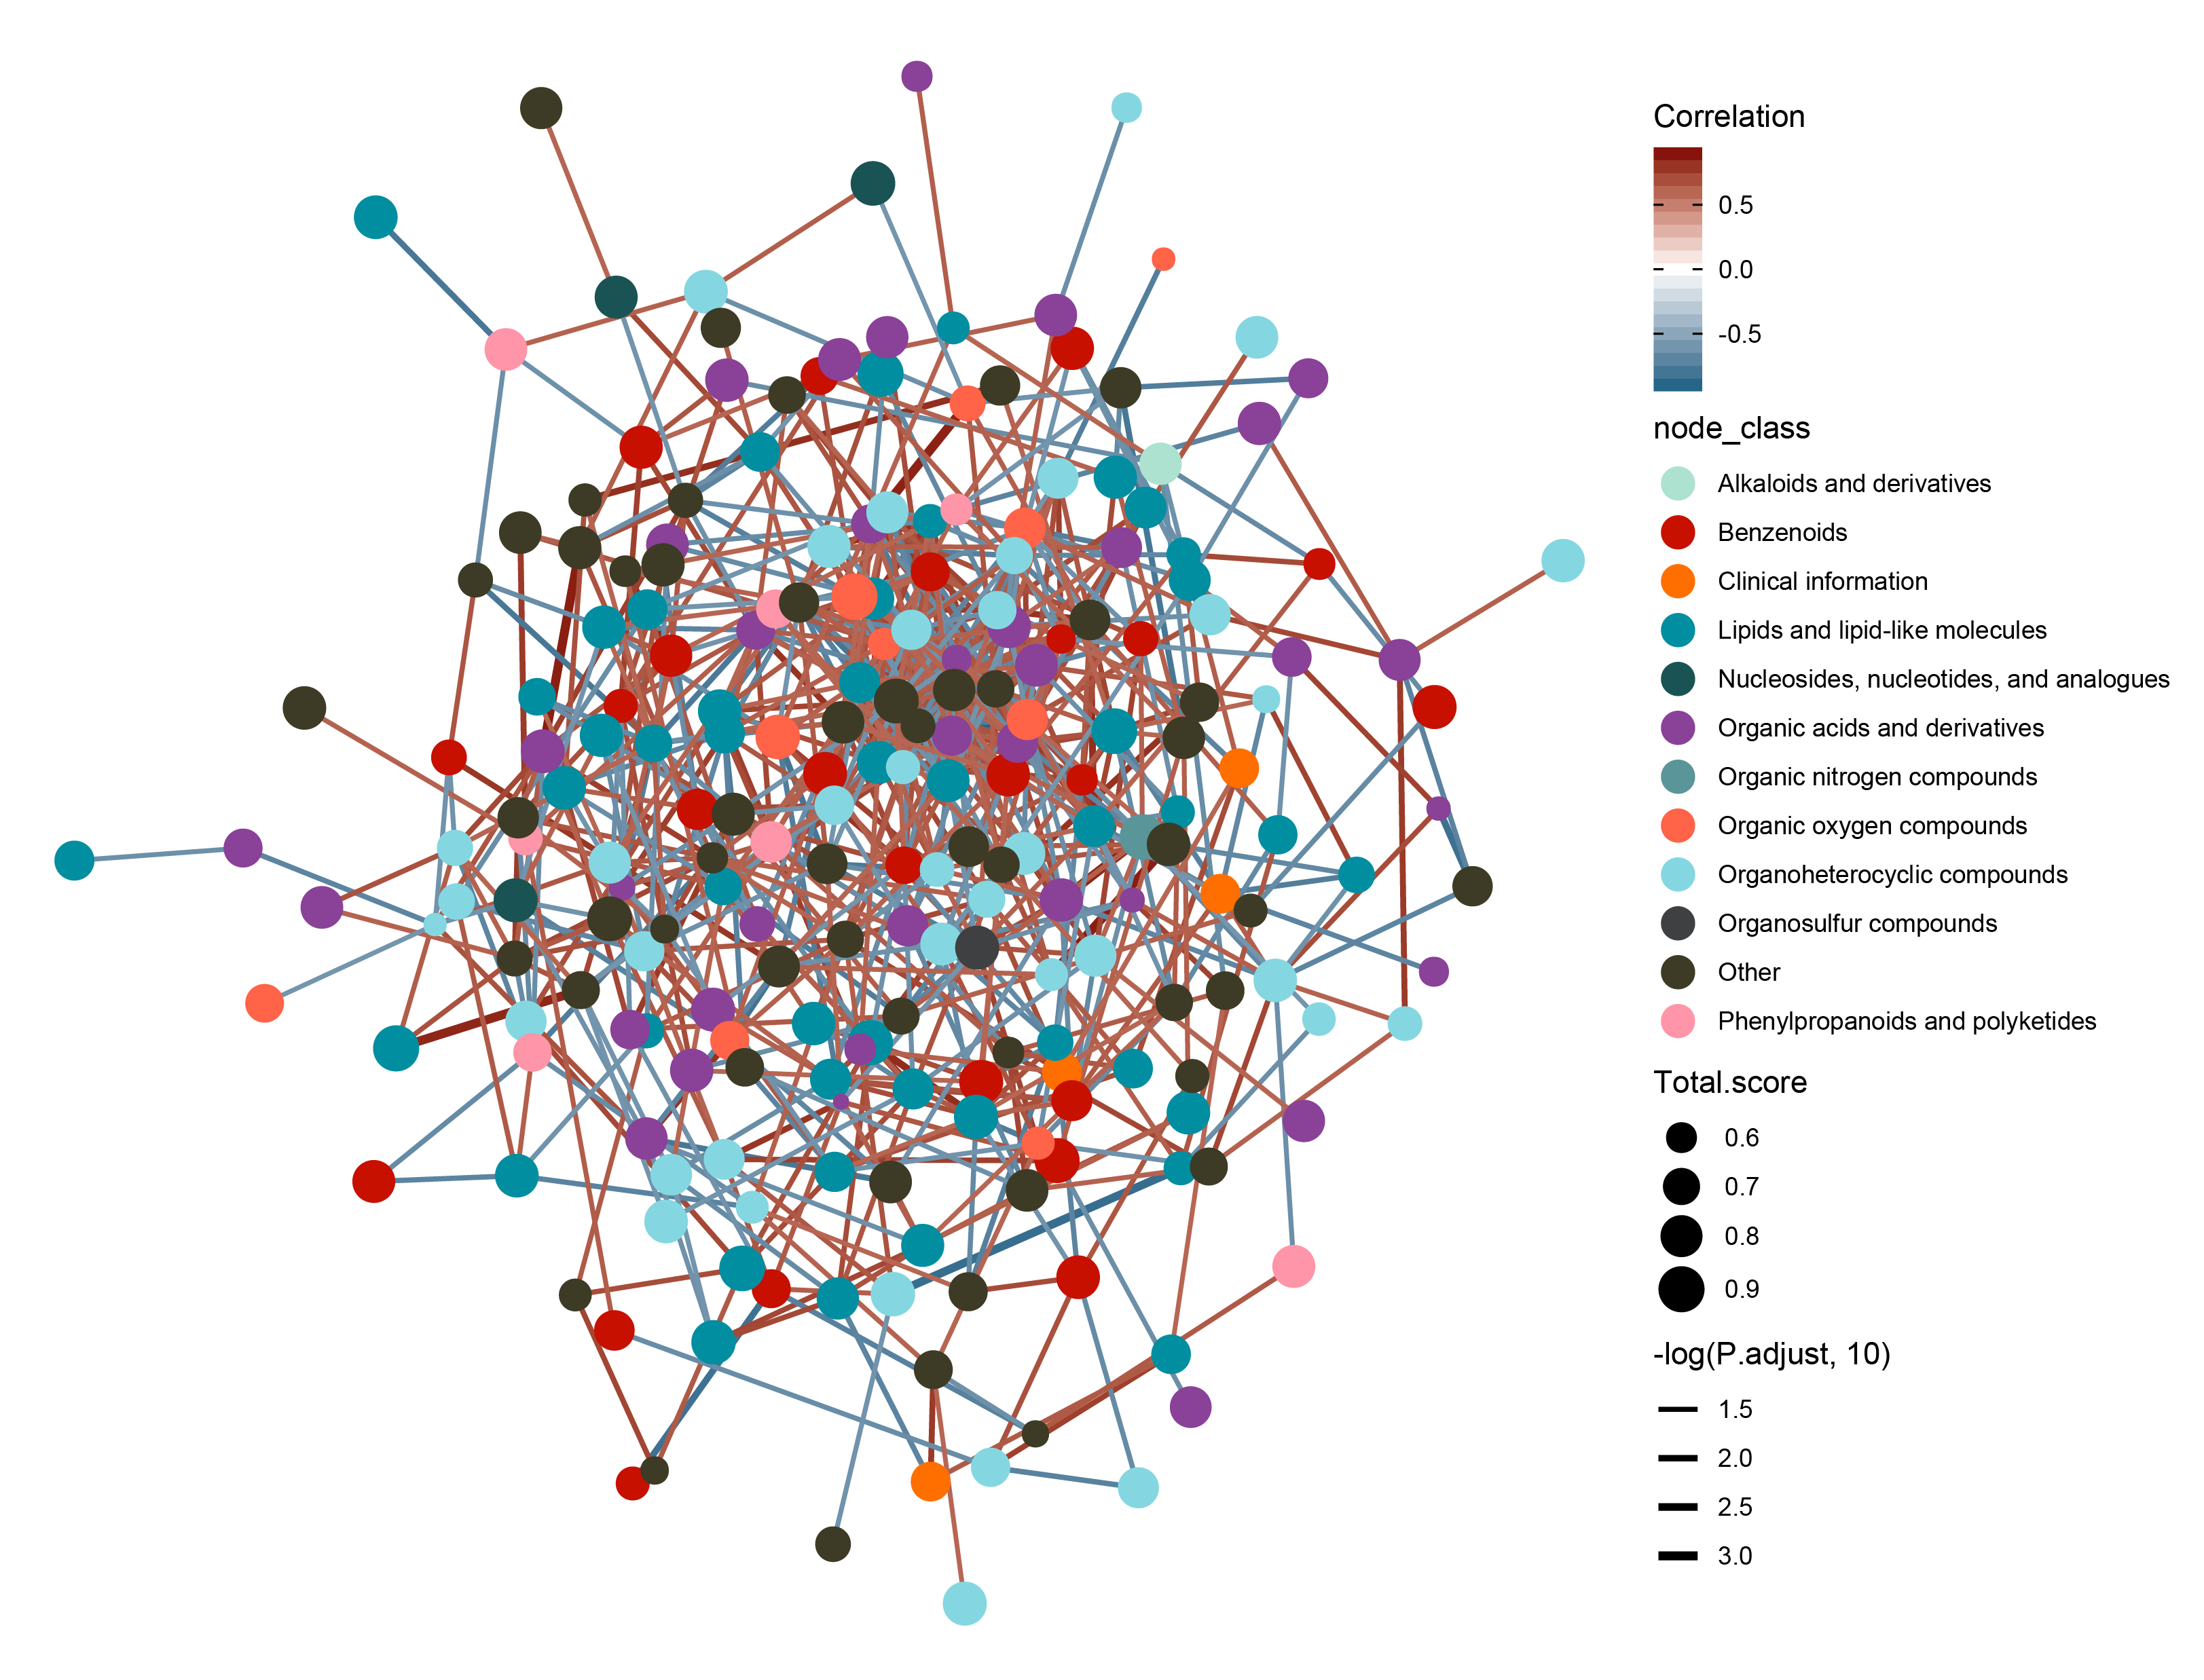 Correlation
0.5
0.0
-0.5
node_class
Alkaloids and derivatives
Benzenoids
Clinical information
Lipids and lipid-like molecules
Nucleosides, nucleotides, and analogues
Organic acids and derivatives
Organic nitrogen compounds
Organic oxygen compounds
Organoheterocyclic compounds
Organosulfur compounds
Other
Phenylpropanoids and polyketides
Total.score
0.6
0.7
0.8
0.9
-log(P.adjust, 10)
1.5
2.0
2.5
3.0